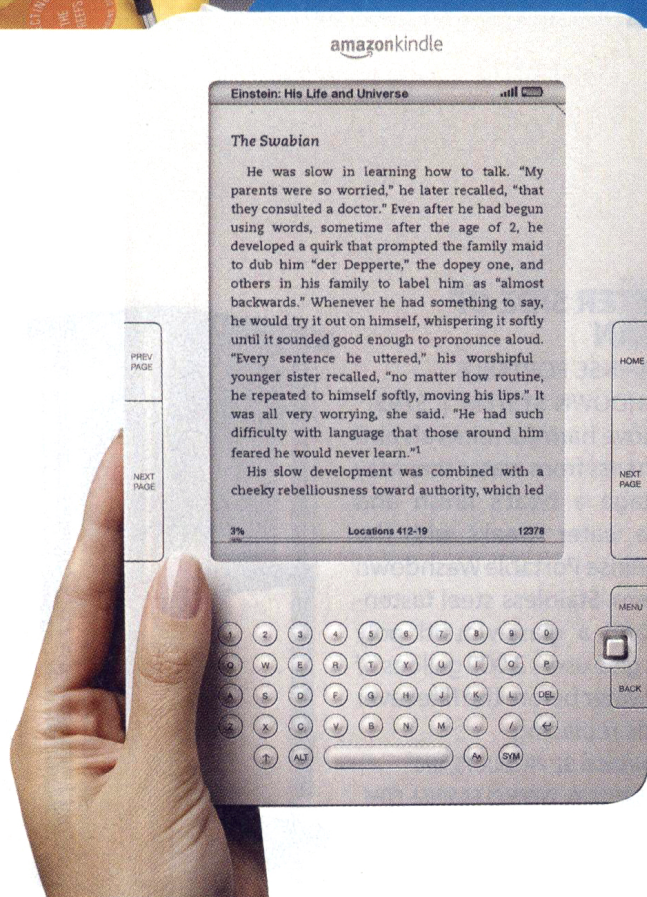 THE
REEFS
amazonkindle
Einstein: His Life and Universe
The Swabian
He was slow in learning how to talk. “My
parents were so worried,” he later recalled, “that
they consulted a doctor.” Even after he had begun
using words, sometime after the age of 2, he
developed a quirk that prompted the family maid
to dub him “der Depperte,” the dopey one, and
others in his family to label him as “almost
backwards.” Whenever he had something to say,
he would try it out on himself, whispering it softly
until it sounded good enough to pronounce aloud.
“Every sentence he uttered,” his worshipful
younger sister recalled, “no matter how routine,
he repeated to himself softly, moving his lips.” It
was all very worrying, she said. “He had such
difficulty with language that those around him
feared he would never learn.”1
His slow development was combined with a
cheeky rebelliousness toward authority, which led
3% Locations 412-19 12378
PREV
PAGE
NEXT
PAGE
HOME
NEXT
PAGE
MENU
BACK
1 2 3 4 5 6 7 8 9 0
Q W E R T Y U I O P
A S D F G H J K L DEL
Z X C V B N M . /
ALT Aa SYM